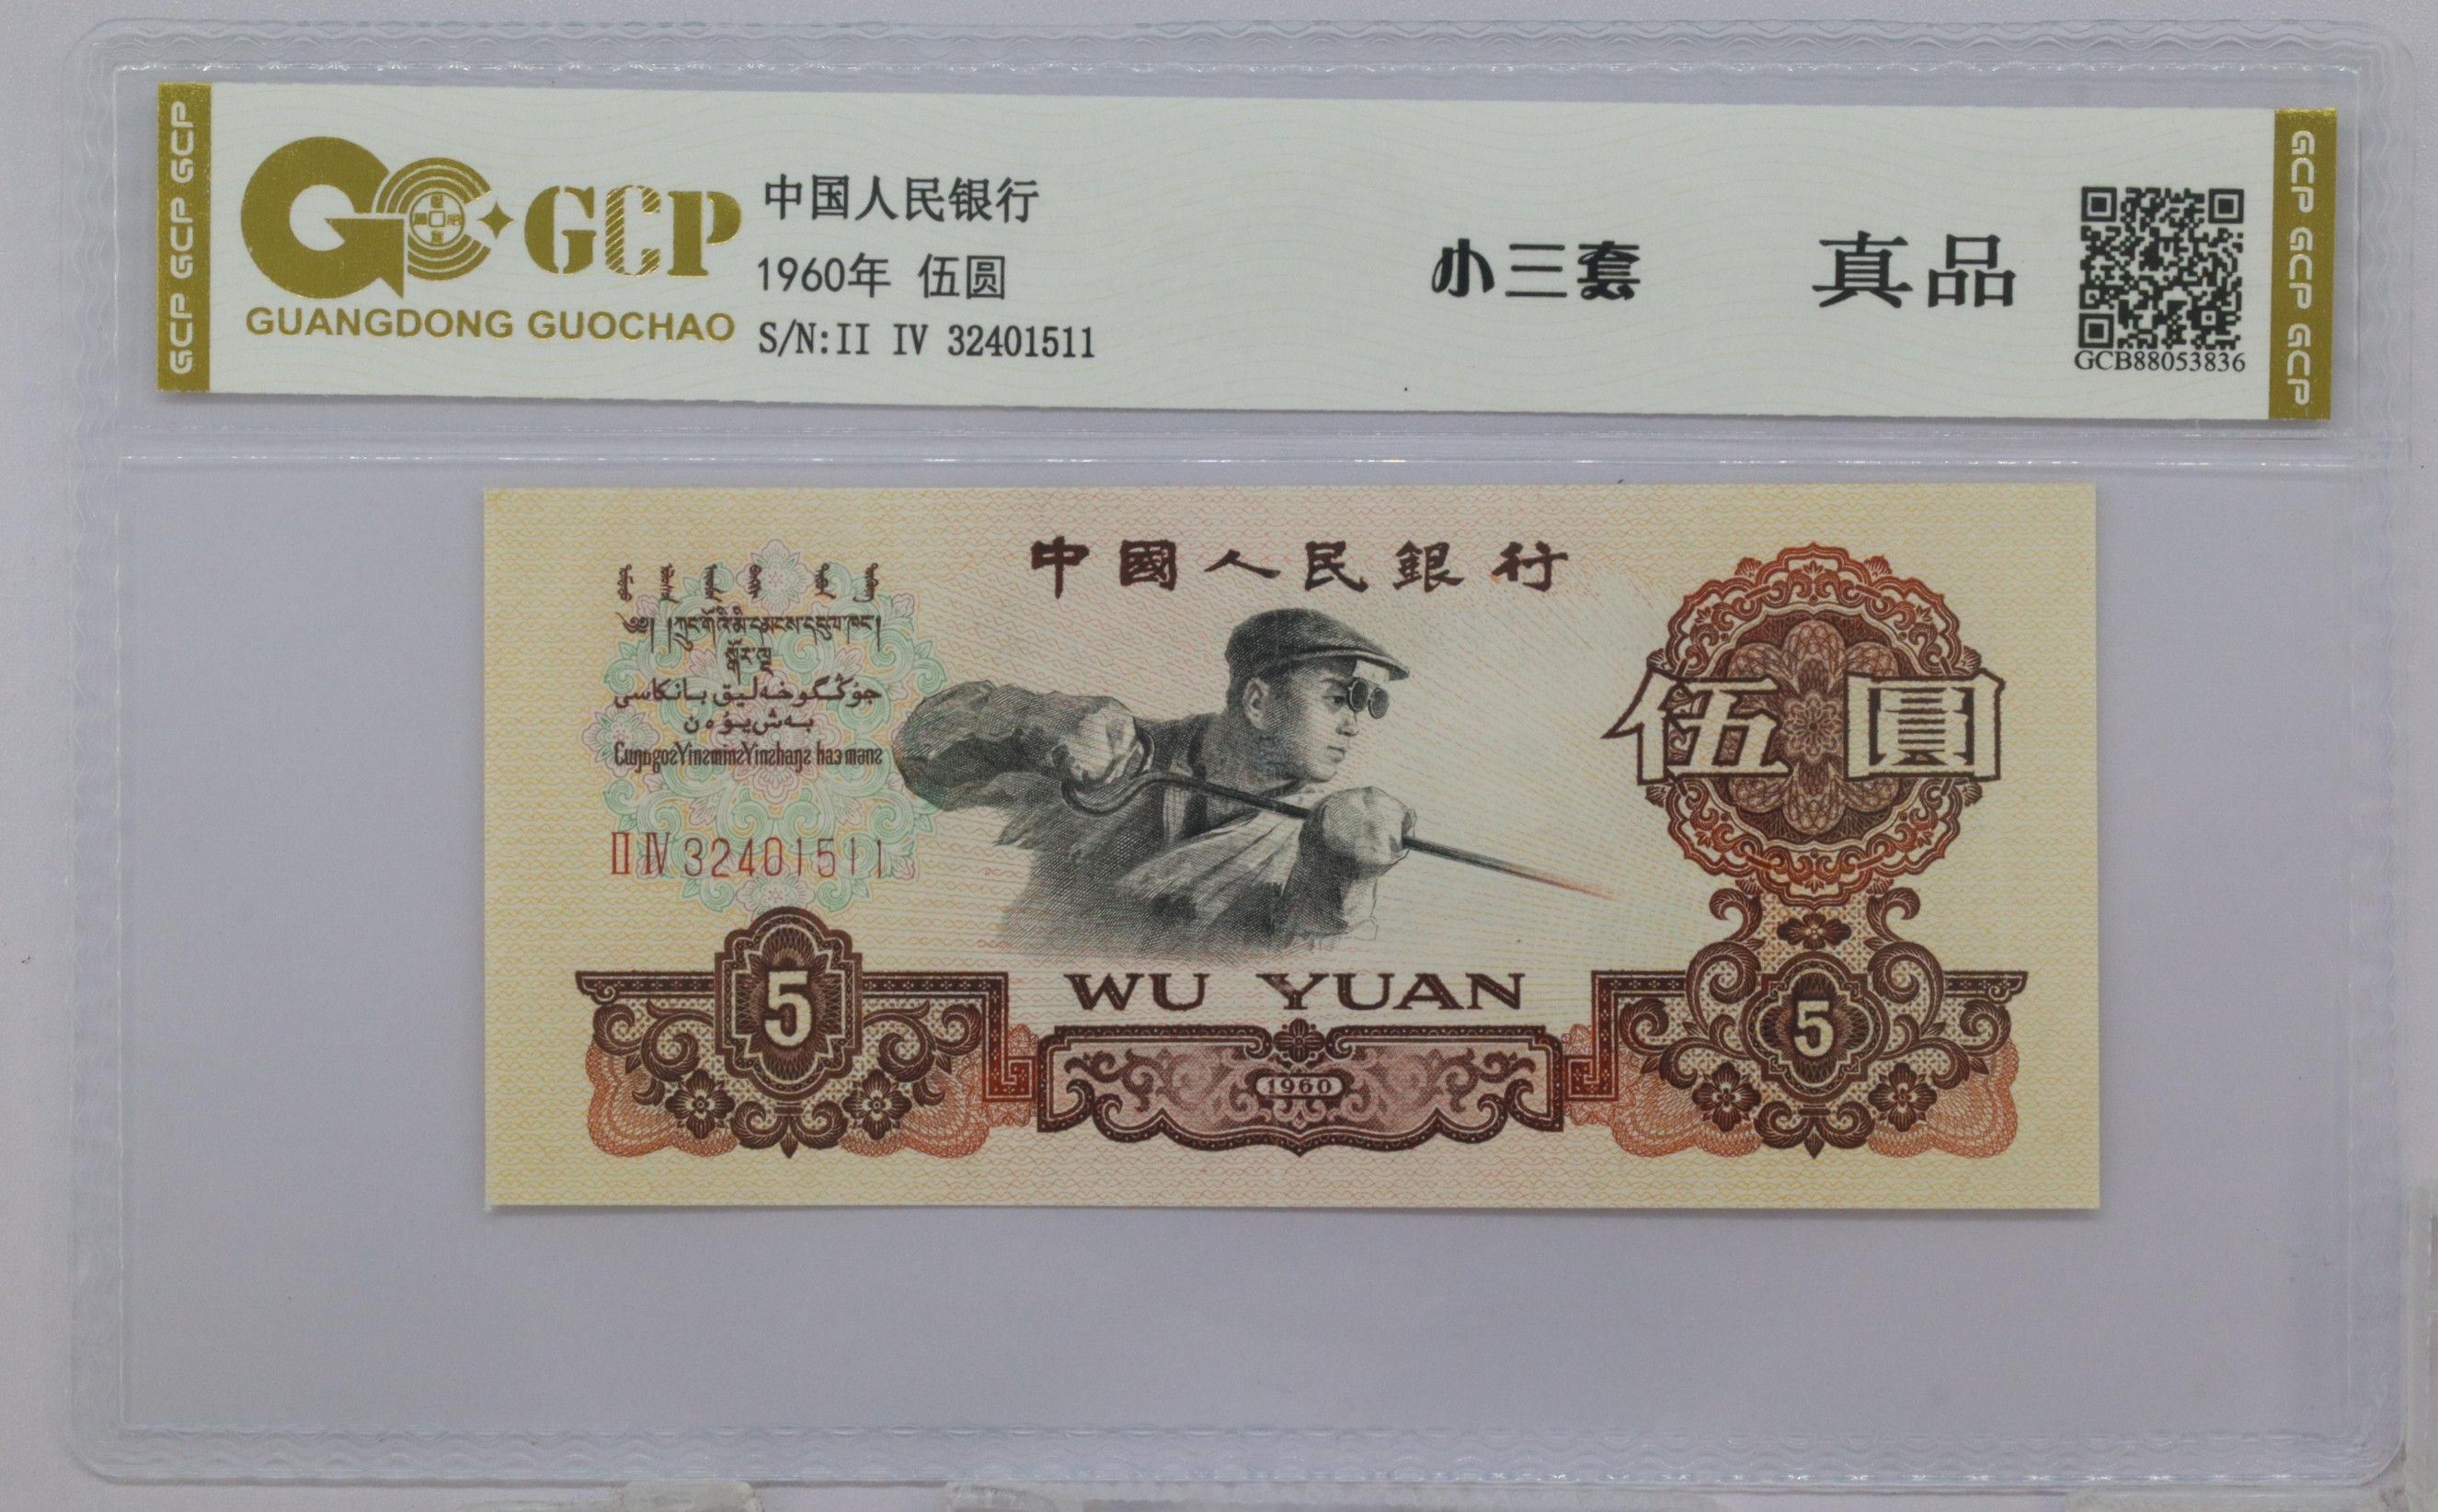 GCP GCP GCP
GCP
GUANGDONG GUOCHAO
中国人民银行
1960年 伍圆
S/N:II IV 32401511
小三套
真品
GCB88053836
GCP GCP GCP
中國人民銀行
جۇڭگو خەلىق بانكاسى
بەش يۈەن
II IV 32401511
伍圓
WU YUAN
5
5
1960